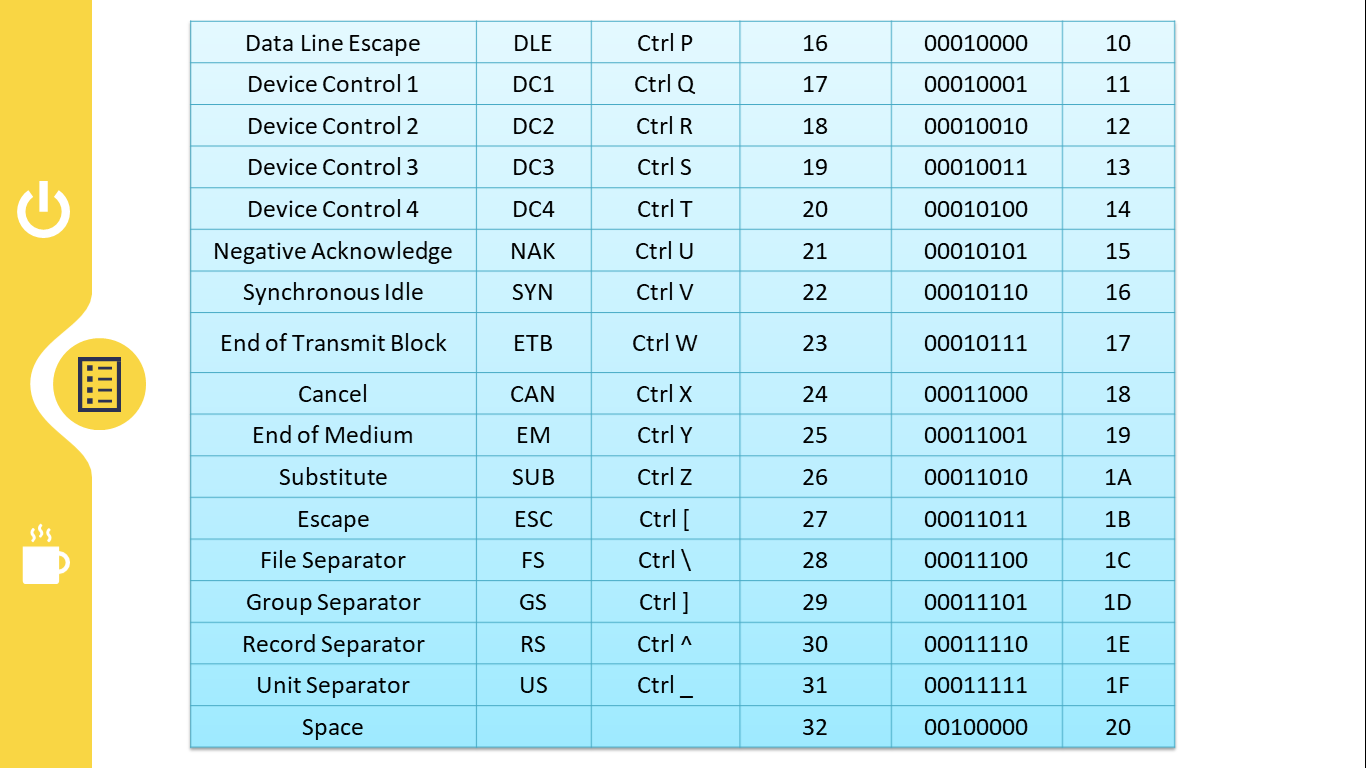 Data Line Escape DLE Ctrl P 16 00010000 10
Device Control 1 DC1 Ctrl Q 17 00010001 11
Device Control 2 DC2 Ctrl R 18 00010010 12
Device Control 3 DC3 Ctrl S 19 00010011 13
Device Control 4 DC4 Ctrl T 20 00010100 14
Negative Acknowledge NAK Ctrl U 21 00010101 15
Synchronous Idle SYN Ctrl V 22 00010110 16
End of Transmit Block ETB Ctrl W 23 00010111 17
Cancel CAN Ctrl X 24 00011000 18
End of Medium EM Ctrl Y 25 00011001 19
Substitute SUB Ctrl Z 26 00011010 1A
Escape ESC Ctrl [ 27 00011011 1B
File Separator FS Ctrl \ 28 00011100 1C
Group Separator GS Ctrl ] 29 00011101 1D
Record Separator RS Ctrl ^ 30 00011110 1E
Unit Separator US Ctrl _ 31 00011111 1F
Space 32 00100000 20